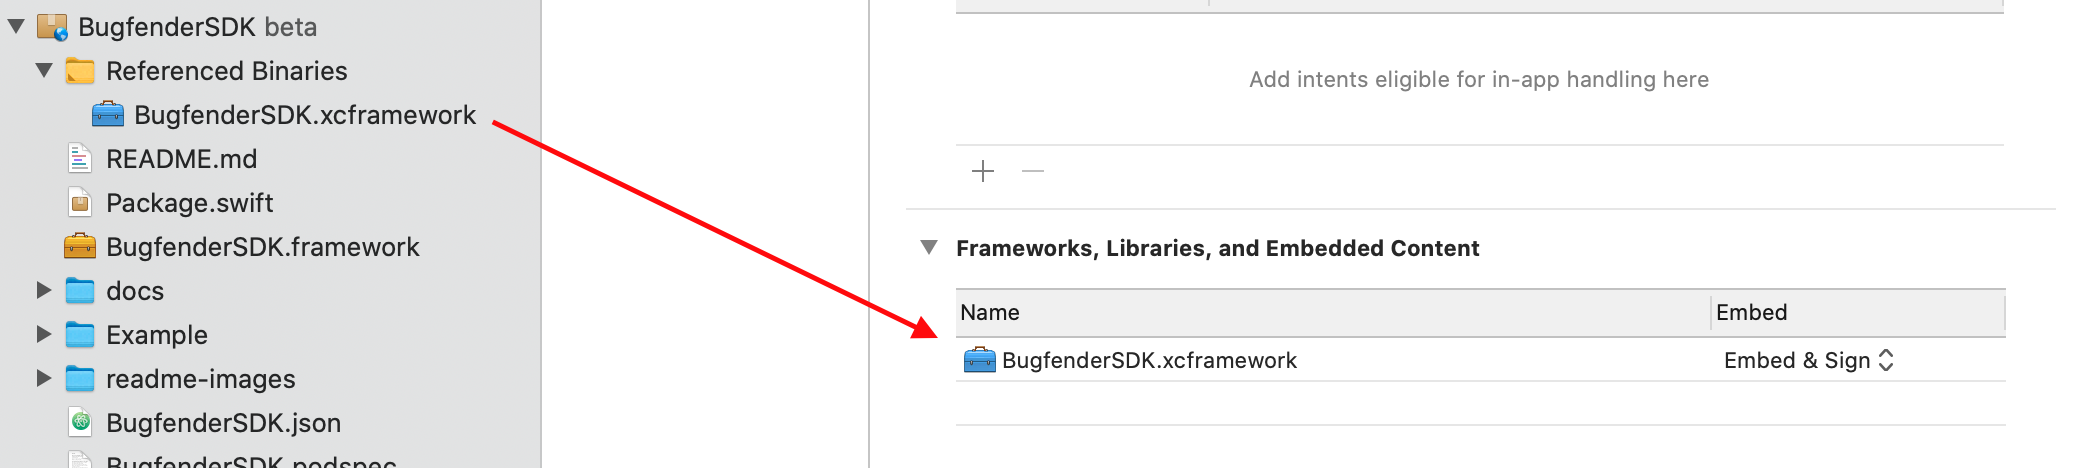 BugfenderSDK beta
Referenced Binaries
BugfenderSDK.xcframework
README.md
Package.swift
BugfenderSDK.framework
docs
Example
readme-images
BugfenderSDK.json
BugfenderSDK.podspec
Add intents eligible for in-app handling here
Frameworks, Libraries, and Embedded Content
Name Embed
BugfenderSDK.xcframework Embed & Sign